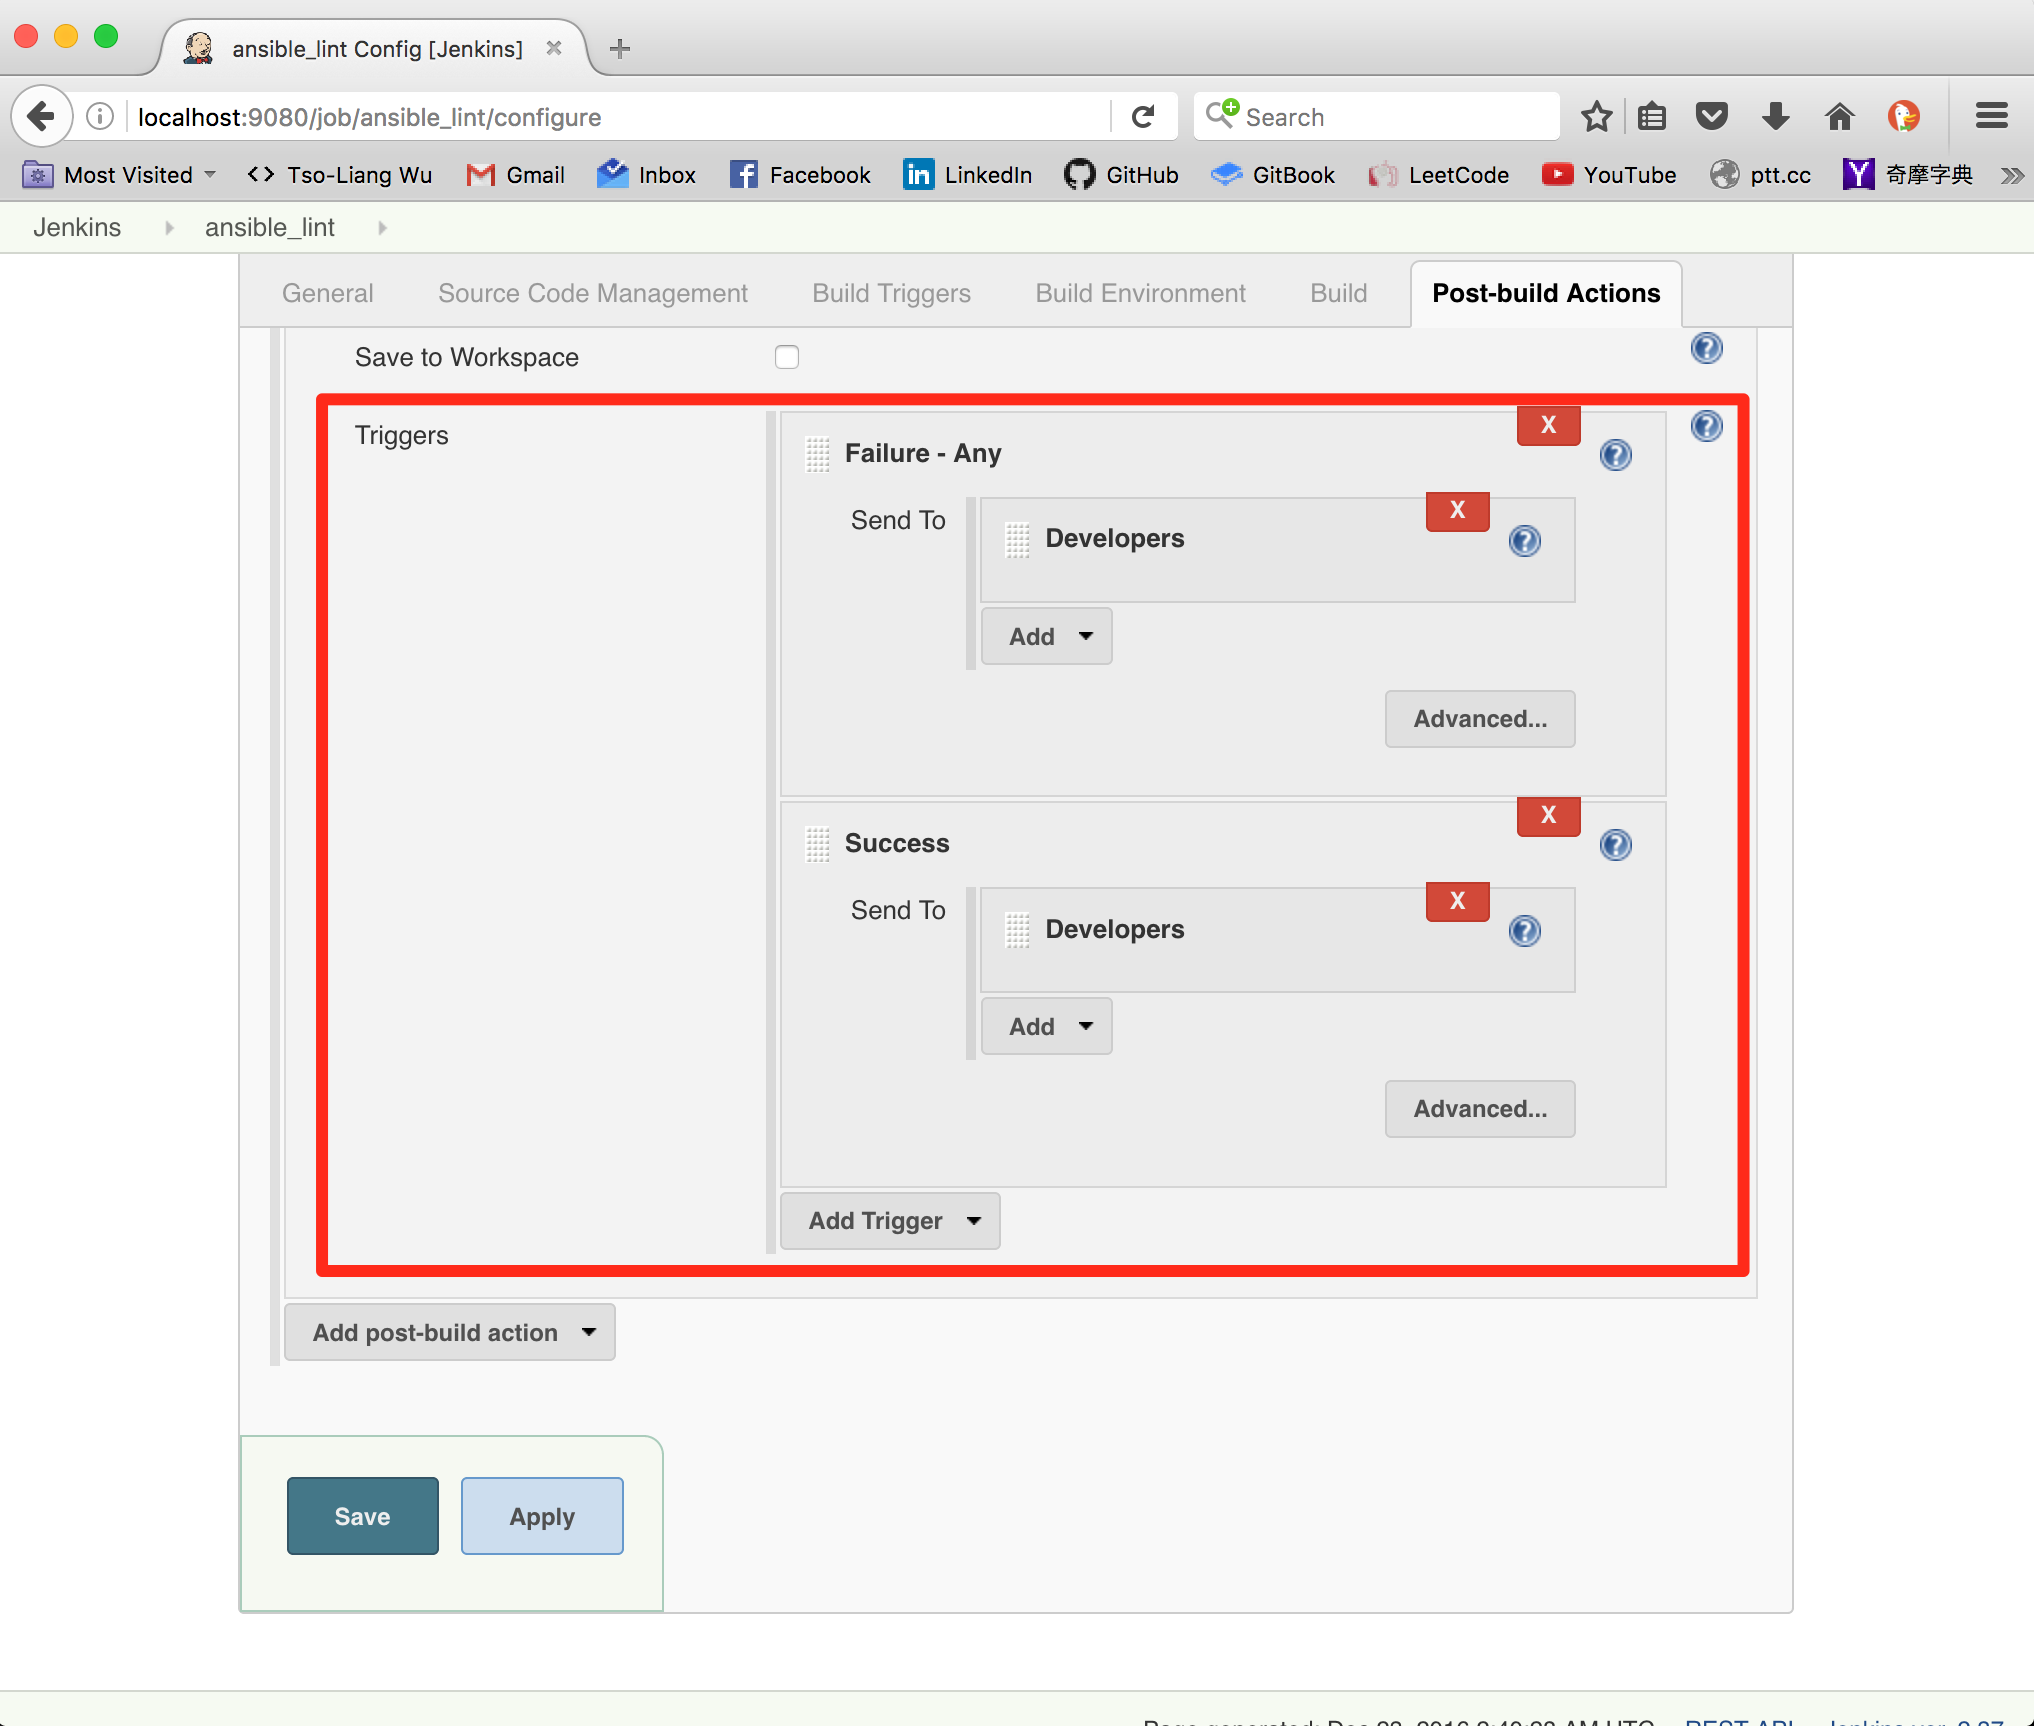 ansible_lint Config [Jenkins]
localhost:9080/job/ansible_lint/configure
Search
Most Visited
Tso-Liang Wu
Gmail
Inbox
Facebook
LinkedIn
GitHub
GitBook
LeetCode
YouTube
ptt.cc
奇摩字典
Jenkins
ansible_lint
General
Source Code Management
Build Triggers
Build Environment
Build
Post-build Actions
Save to Workspace
Triggers
X
Failure - Any
Send To
X
Developers
Add
Advanced...
X
Success
Send To
X
Developers
Add
Advanced...
Add Trigger
Add post-build action
Save
Apply